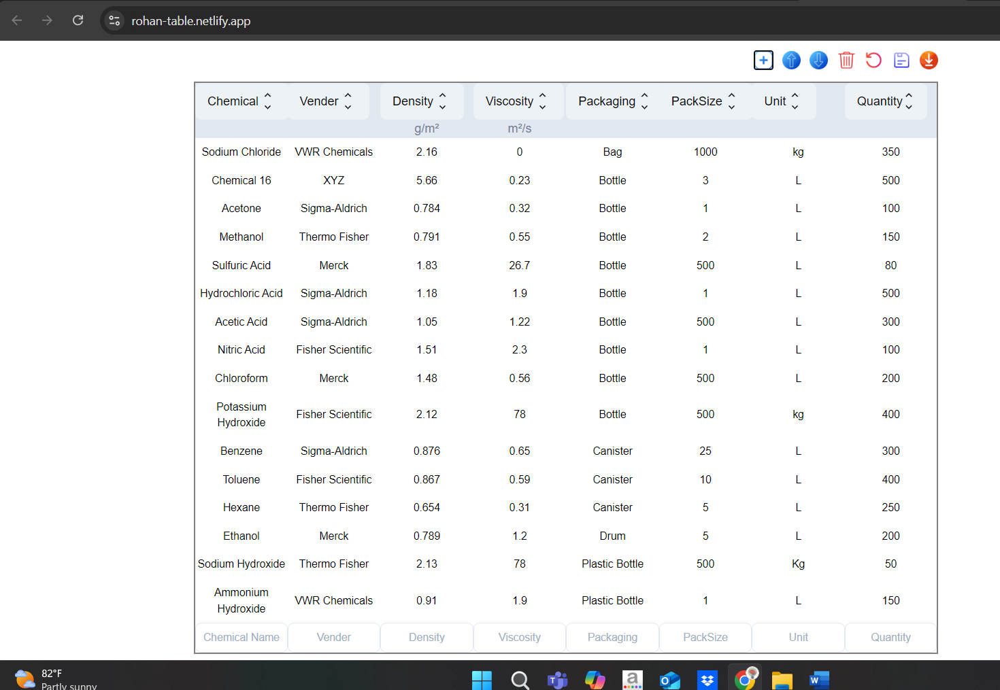 rohan-table.netlify.app
Chemical Vender Density Viscosity Packaging PackSize Unit Quantity
g/m² m²/s
Sodium Chloride VWR Chemicals 2.16 0 Bag 1000 kg 350
Chemical 16 XYZ 5.66 0.23 Bottle 3 L 500
Acetone Sigma-Aldrich 0.784 0.32 Bottle 1 L 100
Methanol Thermo Fisher 0.791 0.55 Bottle 2 L 150
Sulfuric Acid Merck 1.83 26.7 Bottle 500 L 80
Hydrochloric Acid Sigma-Aldrich 1.18 1.9 Bottle 1 L 500
Acetic Acid Sigma-Aldrich 1.05 1.22 Bottle 500 L 300
Nitric Acid Fisher Scientific 1.51 2.3 Bottle 1 L 100
Chloroform Merck 1.48 0.56 Bottle 500 L 200
Potassium
Hydroxide Fisher Scientific 2.12 78 Bottle 500 kg 400
Benzene Sigma-Aldrich 0.876 0.65 Canister 25 L 300
Toluene Fisher Scientific 0.867 0.59 Canister 10 L 400
Hexane Thermo Fisher 0.654 0.31 Canister 5 L 250
Ethanol Merck 0.789 1.2 Drum 5 L 200
Sodium Hydroxide Thermo Fisher 2.13 78 Plastic Bottle 500 Kg 50
Ammonium
Hydroxide VWR Chemicals 0.91 1.9 Plastic Bottle 1 L 150
Chemical Name Vender Density Viscosity Packaging PackSize Unit Quantity
82°F
Partly sunny